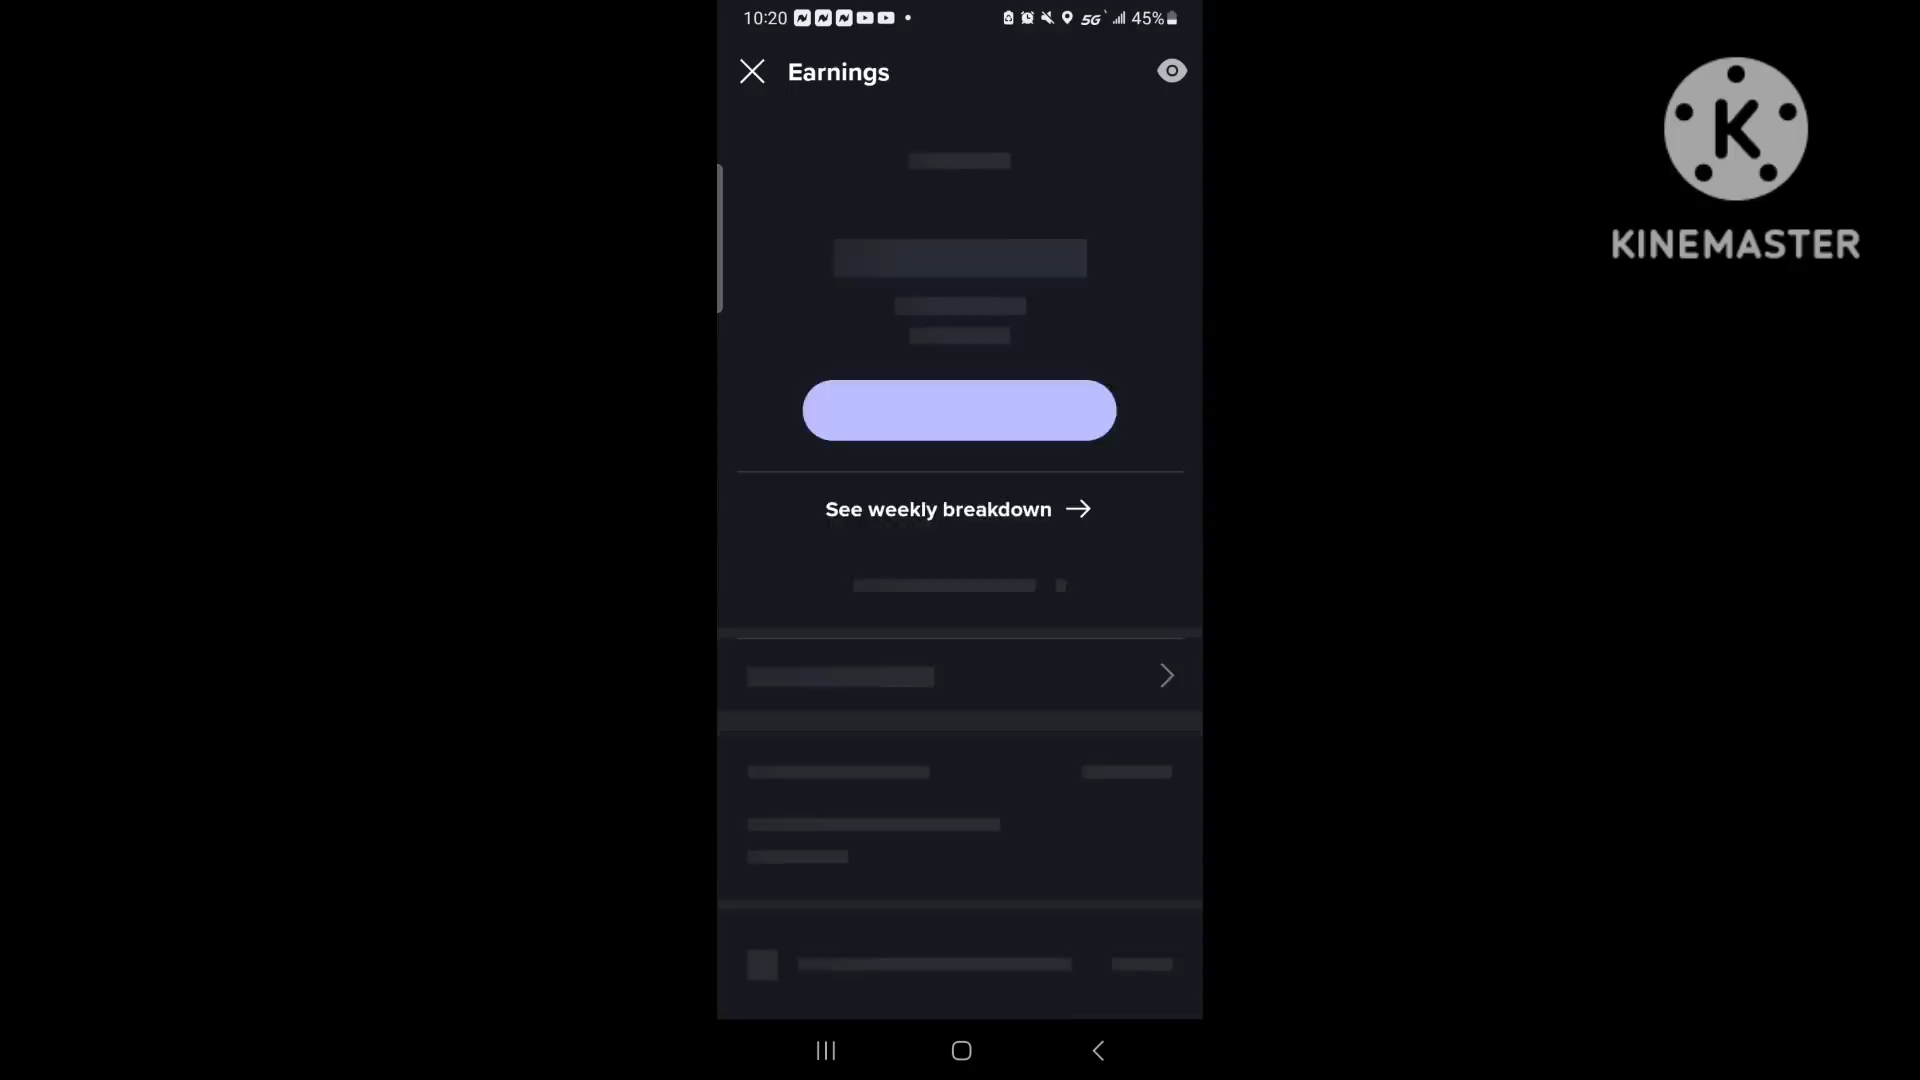 10:20
5G
45%
Earnings
K
KINEMASTER
See weekly breakdown